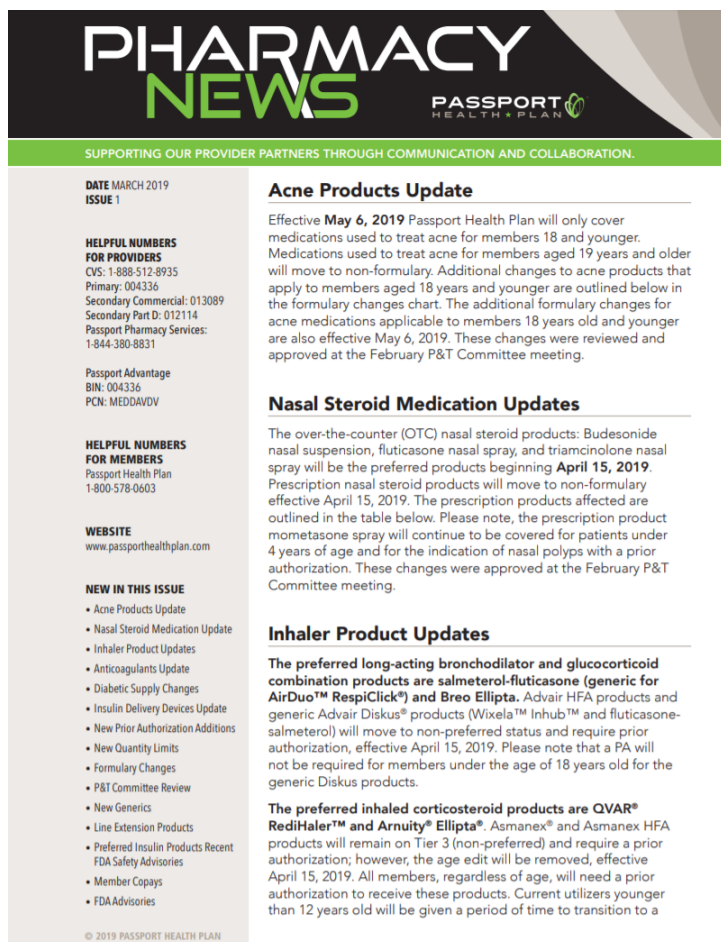 PHARMACY
NEWS
PASSPORT
HEALTH★PLAN
SUPPORTING OUR PROVIDER PARTNERS THROUGH COMMUNICATION AND COLLABORATION.
DATE MARCH 2019
ISSUE 1
HELPFUL NUMBERS
FOR PROVIDERS
CVS: 1-888-512-8935
Primary: 004336
Secondary Commercial: 013089
Secondary Part D: 012114
Passport Pharmacy Services:
1-844-380-8831
Passport Advantage
BIN: 004336
PCN: MEDDAVDV
HELPFUL NUMBERS
FOR MEMBERS
Passport Health Plan
1-800-578-0603
WEBSITE
www.passporthealthplan.com
NEW IN THIS ISSUE
• Acne Products Update
• Nasal Steroid Medication Update
• Inhaler Product Updates
• Anticoagulants Update
• Diabetic Supply Changes
• Insulin Delivery Devices Update
• New Prior Authorization Additions
• New Quantity Limits
• Formulary Changes
• P&T Committee Review
• New Generics
• Line Extension Products
• Preferred Insulin Products Recent
FDA Safety Advisories
• Member Copays
• FDA Advisories
© 2019 PASSPORT HEALTH PLAN
Acne Products Update
Effective May 6, 2019 Passport Health Plan will only cover
medications used to treat acne for members 18 and younger.
Medications used to treat acne for members aged 19 years and older
will move to non-formulary. Additional changes to acne products that
apply to members aged 18 years and younger are outlined below in
the formulary changes chart. The additional formulary changes for
acne medications applicable to members 18 years old and younger
are also effective May 6, 2019. These changes were reviewed and
approved at the February P&T Committee meeting.
Nasal Steroid Medication Updates
The over-the-counter (OTC) nasal steroid products: Budesonide
nasal suspension, fluticasone nasal spray, and triamcinolone nasal
spray will be the preferred products beginning April 15, 2019.
Prescription nasal steroid products will move to non-formulary
effective April 15, 2019. The prescription products affected are
outlined in the table below. Please note, the prescription product
mometasone spray will continue to be covered for patients under
4 years of age and for the indication of nasal polyps with a prior
authorization. These changes were approved at the February P&T
Committee meeting.
Inhaler Product Updates
The preferred long-acting bronchodilator and glucocorticoid
combination products are salmeterol-fluticasone (generic for
AirDuo™ RespiClick®) and Breo Ellipta. Advair HFA products and
generic Advair Diskus® products (Wixela™ Inhub™ and fluticasone-
salmeterol) will move to non-preferred status and require prior
authorization, effective April 15, 2019. Please note that a PA will
not be required for members under the age of 18 years old for the
generic Diskus products.
The preferred inhaled corticosteroid products are QVAR®
RediHaler™ and Arnuity® Ellipta®. Asmanex® and Asmanex HFA
products will remain on Tier 3 (non-preferred) and require a prior
authorization; however, the age edit will be removed, effective
April 15, 2019. All members, regardless of age, will need a prior
authorization to receive these products. Current utilizers younger
than 12 years old will be given a period of time to transition to a